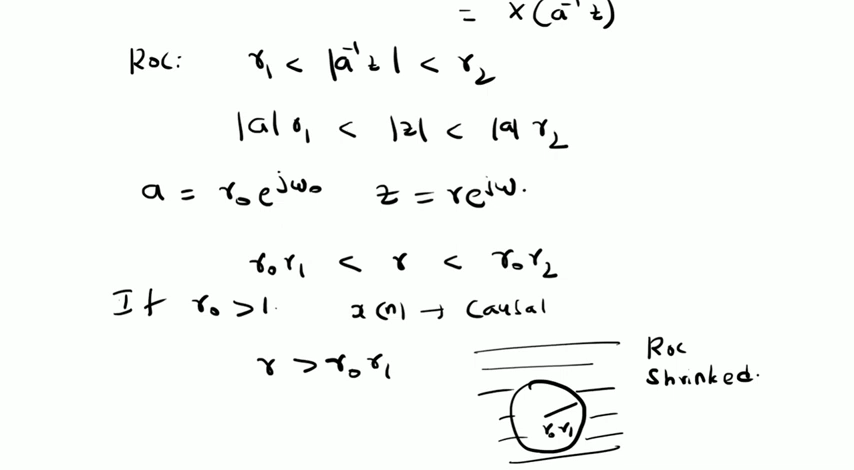 = X(a⁻¹z)
Roc: r₁ < |a⁻¹z| < r₂
|a| r₁ < |z| < |a| r₂
a = r₀e^{jω₀} z = re^{jω}.
r₀r₁ < r < r₀r₂
If r₀ > 1. x(n) → Causal
r > r₀r₁
Roc
Shrinked.
r₀r₁